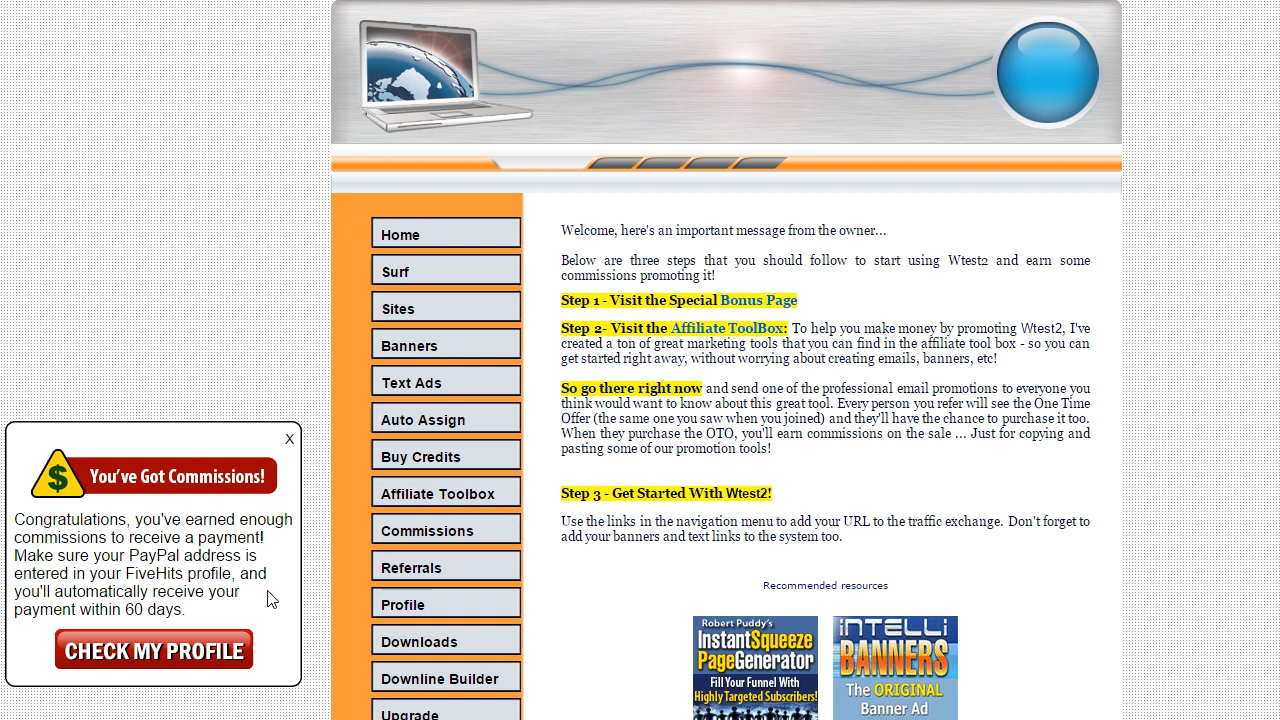 Home
Surf
Sites
Banners
Text Ads
Auto Assign
Buy Credits
Affiliate Toolbox
Commissions
Referrals
Profile
Downloads
Downline Builder
Upgrade
Welcome, here's an important message from the owner...
Below are three steps that you should follow to start using Wtest2 and earn some
commissions promoting it!
Step 1 - Visit the Special Bonus Page
Step 2- Visit the Affiliate ToolBox: To help you make money by promoting Wtest2, I've
created a ton of great marketing tools that you can find in the affiliate tool box - so you can
get started right away, without worrying about creating emails, banners, etc!
So go there right now and send one of the professional email promotions to everyone you
think would want to know about this great tool. Every person you refer will see the One Time
Offer (the same one you saw when you joined) and they'll have the chance to purchase it too.
When they purchase the OTO, you'll earn commissions on the sale ... Just for copying and
pasting some of our promotion tools!
Step 3 - Get Started With Wtest2!
Use the links in the navigation menu to add your URL to the traffic exchange. Don't forget to
add your banners and text links to the system too.
Recommended resources
Robert Puddy's
InstantSqueeze
PageGenerator
Fill Your Funnel With
Highly Targeted Subscribers!
INTELLI
BANNERS
The ORIGINAL
Banner Ad
X
$
You've Got Commissions!
Congratulations, you've earned enough
commissions to receive a payment!
Make sure your PayPal address is
entered in your FiveHits profile, and
you'll automatically receive your
payment within 60 days.
CHECK MY PROFILE